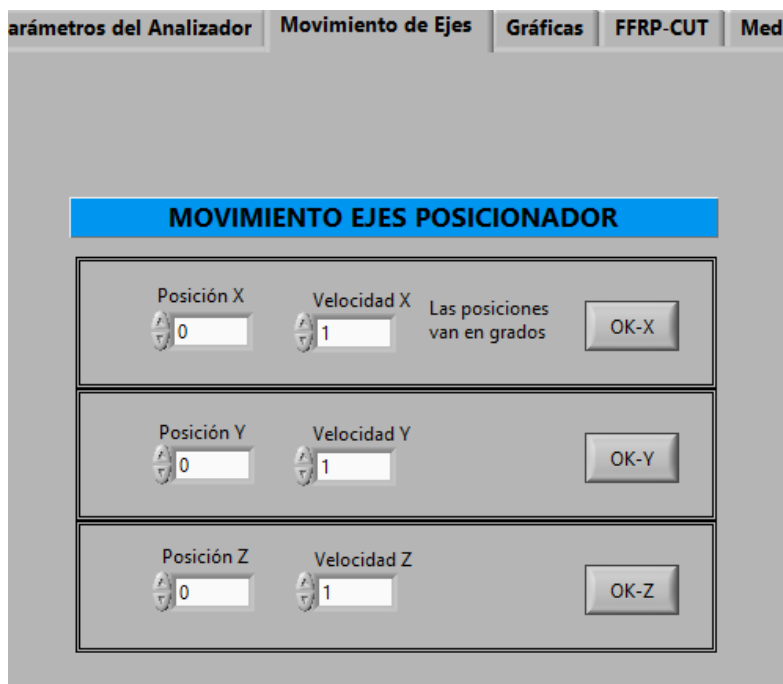 arámetros del Analizador Movimiento de Ejes Gráficas FFRP-CUT Med
MOVIMIENTO EJES POSICIONADOR
Posición X Velocidad X Las posiciones
0 1 van en grados OK-X
Posición Y Velocidad Y
0 1 OK-Y
Posición Z Velocidad Z
0 1 OK-Z